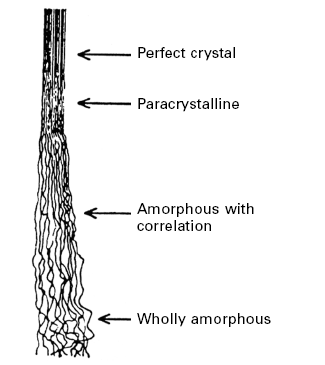 Perfect crystal
Paracrystalline
Amorphous with
correlation
Wholly amorphous